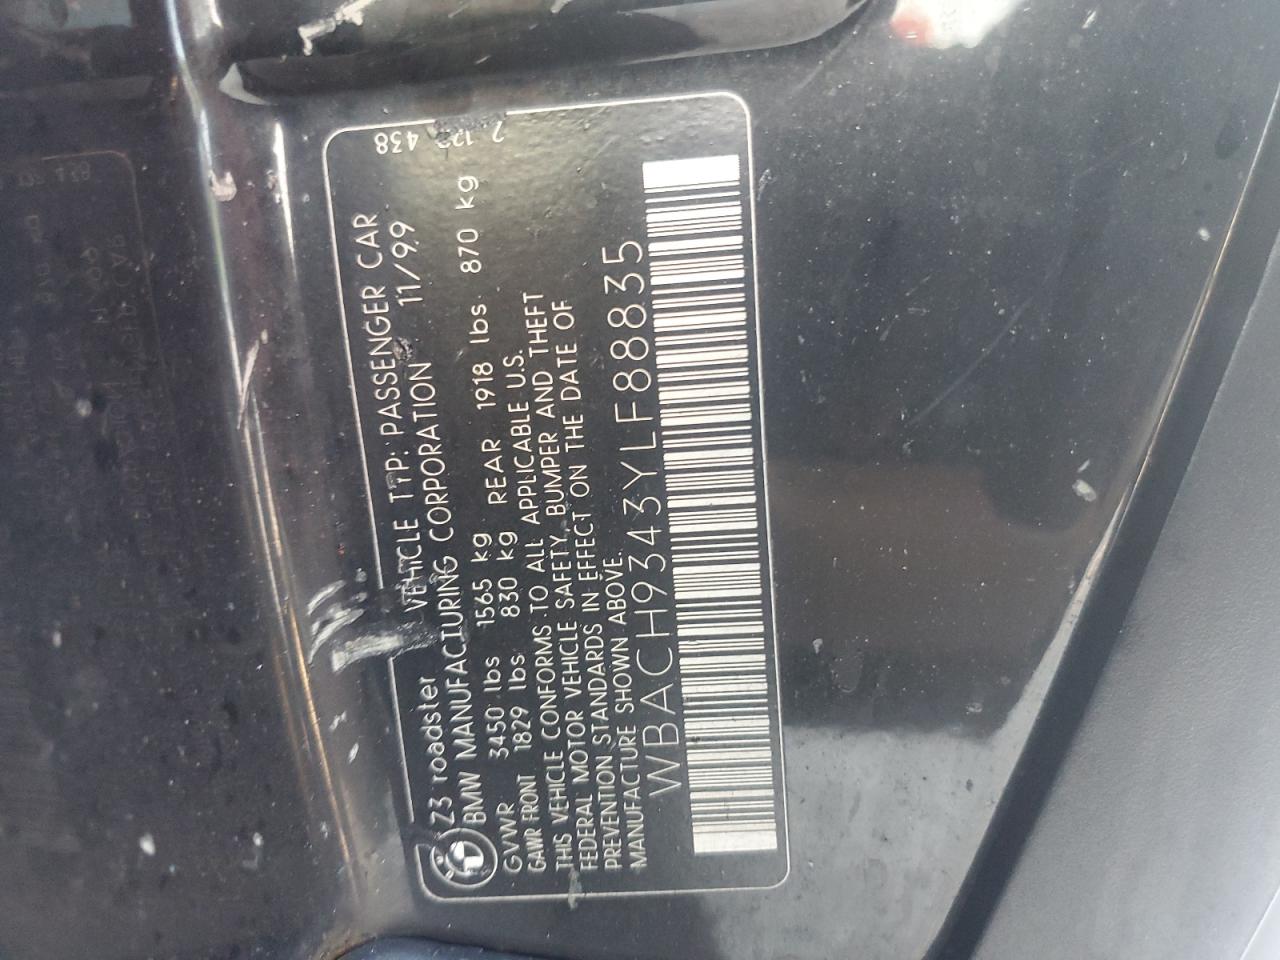 Z3 roadster VEHICLE TYP: PASSENGER CAR
BMW MANUFACTURING CORPORATION 11/99
GVWR 3450 lbs 1565 kg
GAWR FRONT 1829 lbs 830 kg REAR 1918 lbs 870 kg
THIS VEHICLE CONFORMS TO ALL APPLICABLE U.S.
FEDERAL MOTOR VEHICLE SAFETY, BUMPER AND THEFT
PREVENTION STANDARDS IN EFFECT ON THE DATE OF
MANUFACTURE SHOWN ABOVE.
WBACH9343YLF88835
438